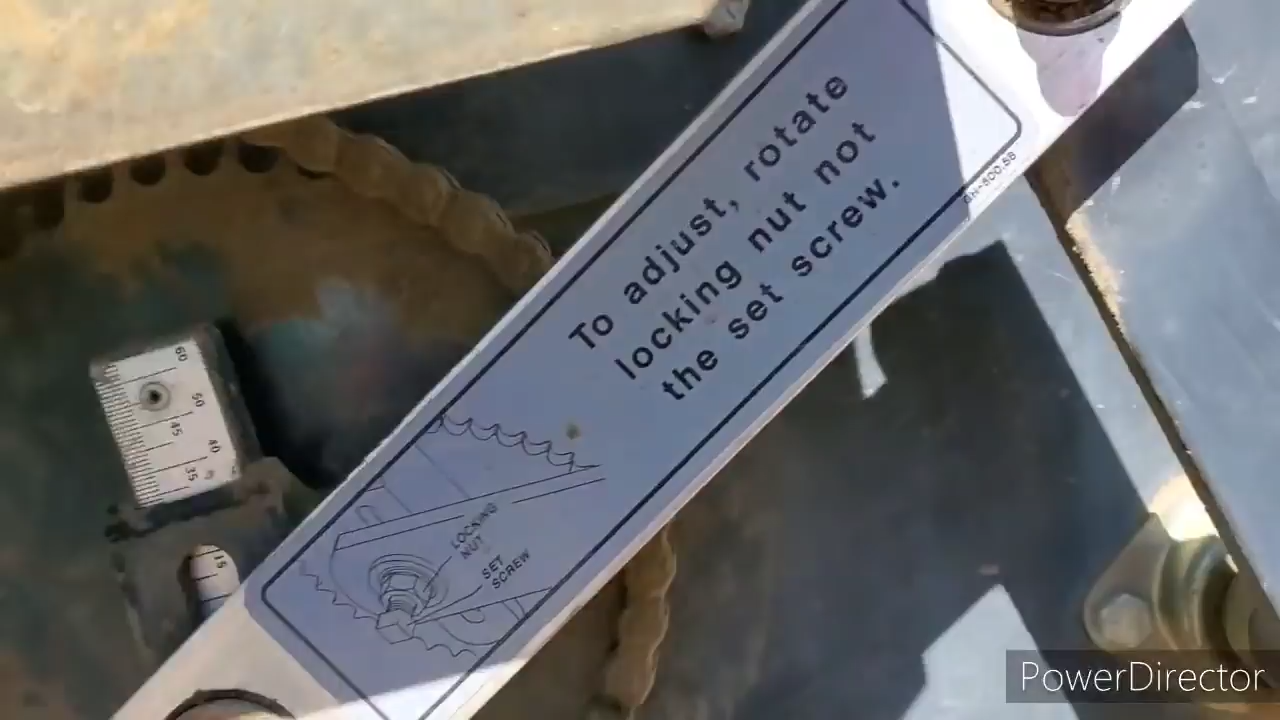 To adjust, rotate
locking nut not
the set screw.
LOCKING
NUT
SET
SCREW
60
50
45
40
35
15
PowerDirector